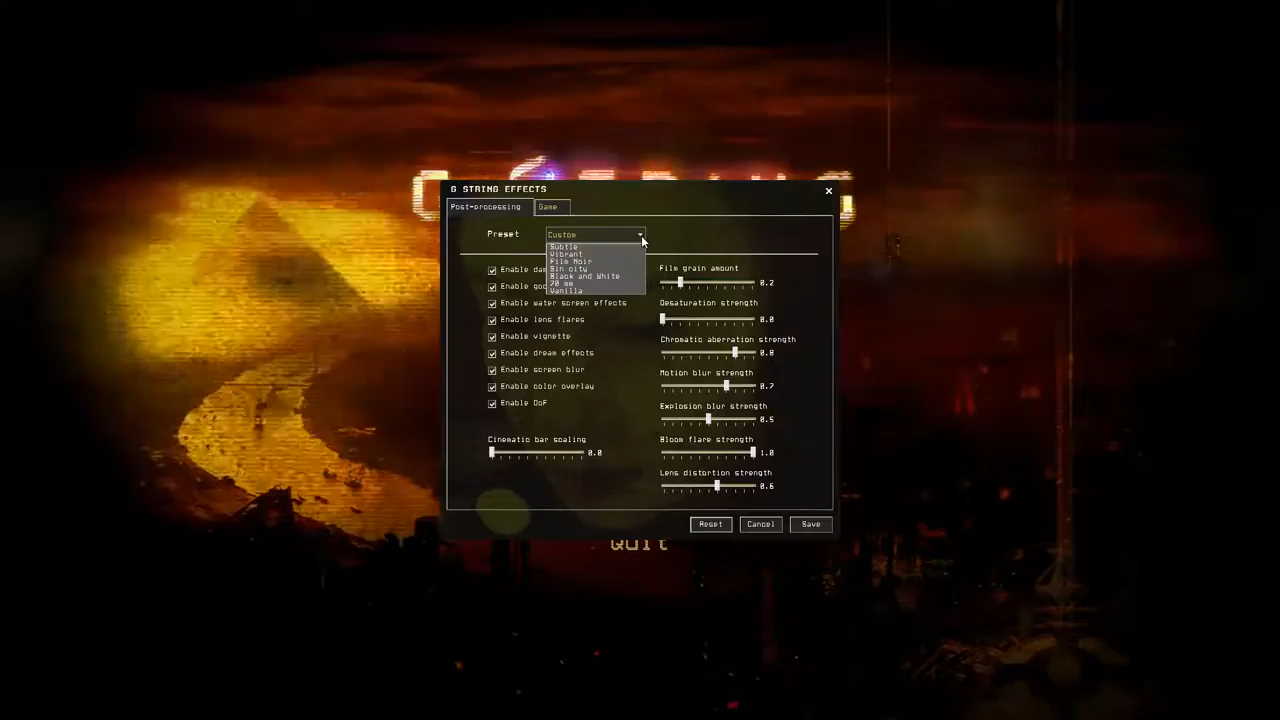 G STRING EFFECTS
Post-processing
Game
Preset
Custom
Subtle
Vibrant
Film Noir
Sin city
Black and White
70 mm
Vanilla
Enable
Enable
Enable water screen effects
Enable lens flares
Enable vignette
Enable dream effects
Enable screen blur
Enable color overlay
Enable DoF
Cinematic bar scaling
0.0
Film grain amount
0.2
Desaturation strength
0.0
Chromatic aberration strength
0.8
Motion blur strength
0.7
Explosion blur strength
0.5
Bloom flare strength
1.0
Lens distortion strength
0.6
Reset
Cancel
Save
QUIT